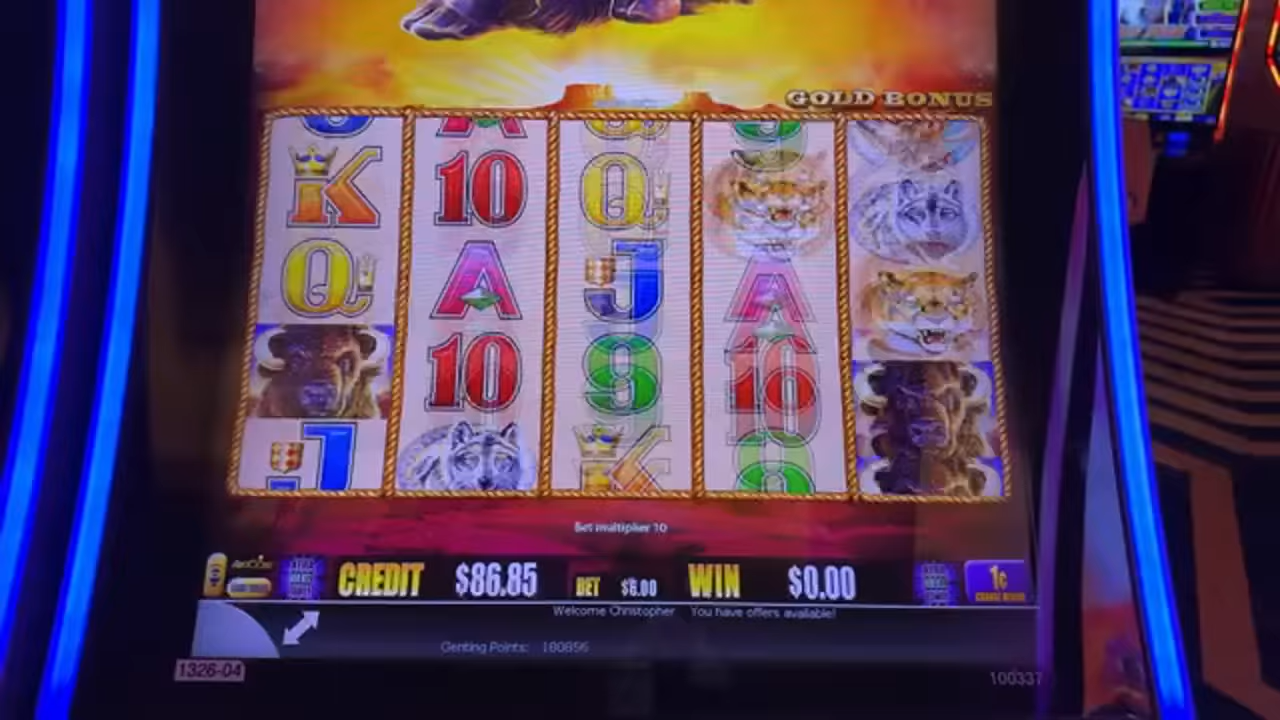 GOLD BONUS
K 10 Q
Q A J A
10 9 10
J K 9
Bet multiplier 10
CREDIT $86.85 BET $6.00 WIN $0.00 1¢
Welcome Christopher You have offers available!
Genting Points: 180856
1326-04
100337